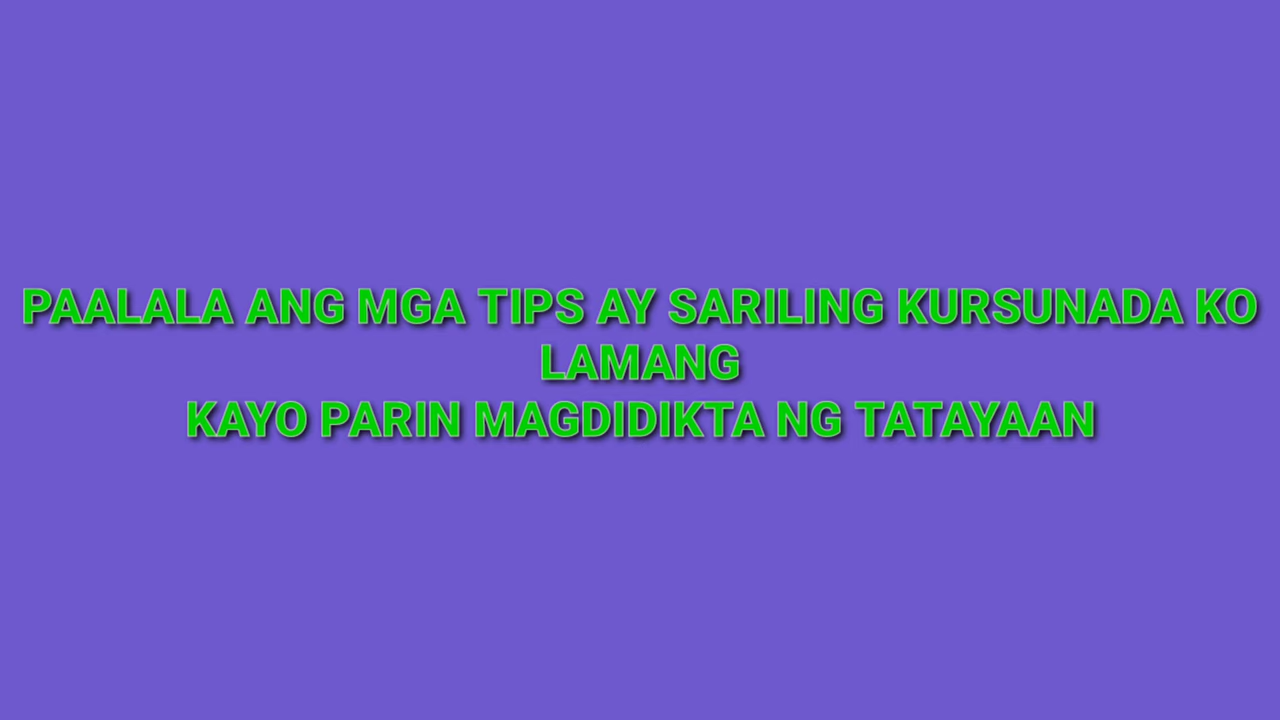 PAALALA ANG MGA TIPS AY SARILING KURSUNADA KO
LAMANG
KAYO PARIN MAGDIDIKTA NG TATAYAAN